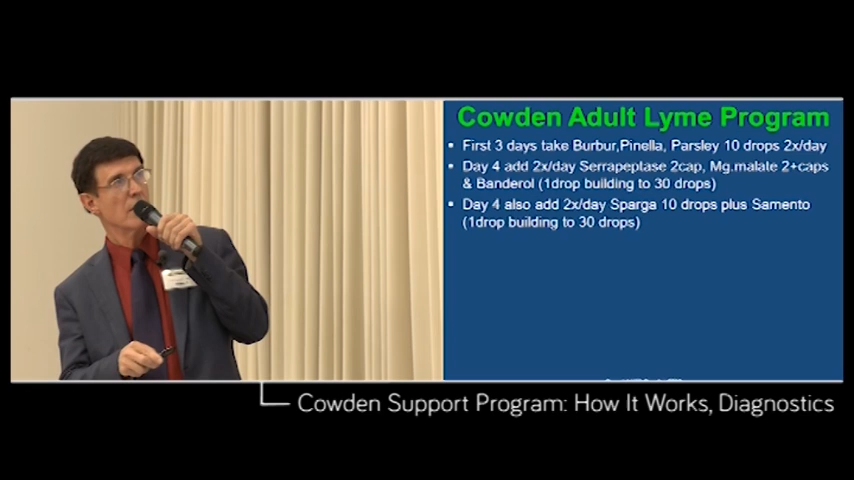 Cowden Adult Lyme Program
First 3 days take Burbur,Pinella, Parsley 10 drops 2x/day
Day 4 add 2x/day Serrapeptase 2cap, Mg.malate 2+caps
& Banderol (1drop building to 30 drops)
Day 4 also add 2x/day Sparga 10 drops plus Samento
(1drop building to 30 drops)
Cowden Support Program: How It Works, Diagnostics